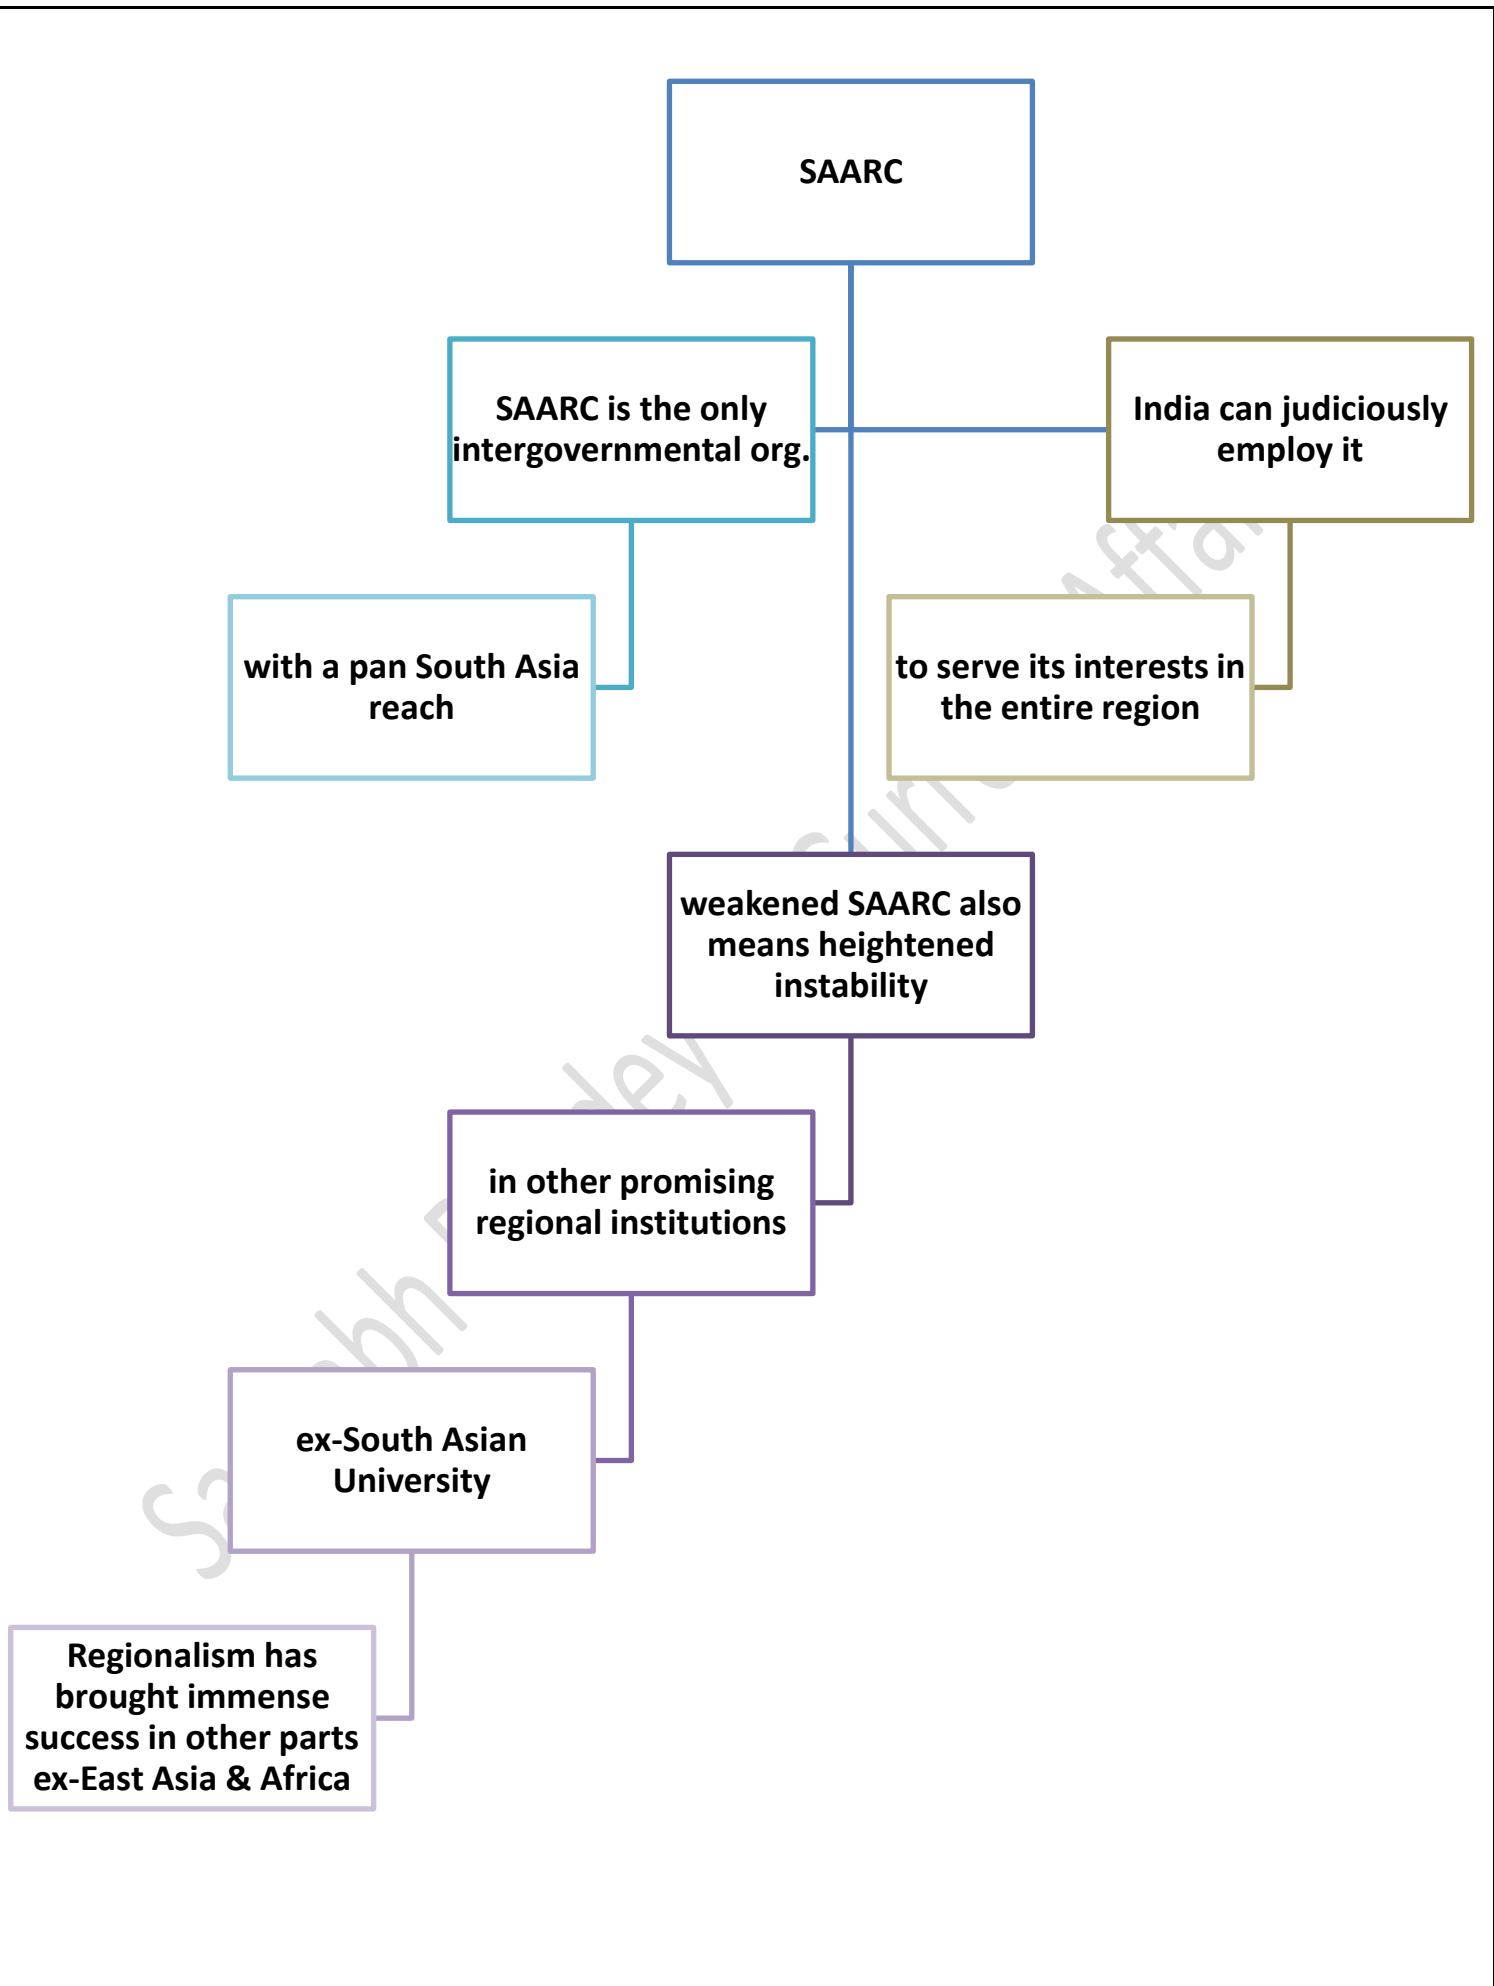 SAARC
SAARC is the only
intergovernmental org.
India can judiciously
employ it
with a pan South Asia
reach
to serve its interests in
the entire region
weakened SAARC also
means heightened
instability
in other promising
regional institutions
ex-South Asian
University
Regionalism has
brought immense
success in other parts
ex-East Asia & Africa